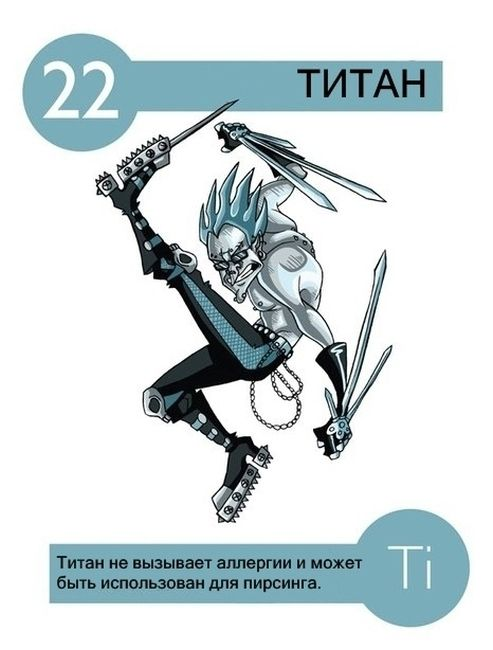 22
ТИТАН
Титан не вызывает аллергии и может
быть использован для пирсинга.
Ti